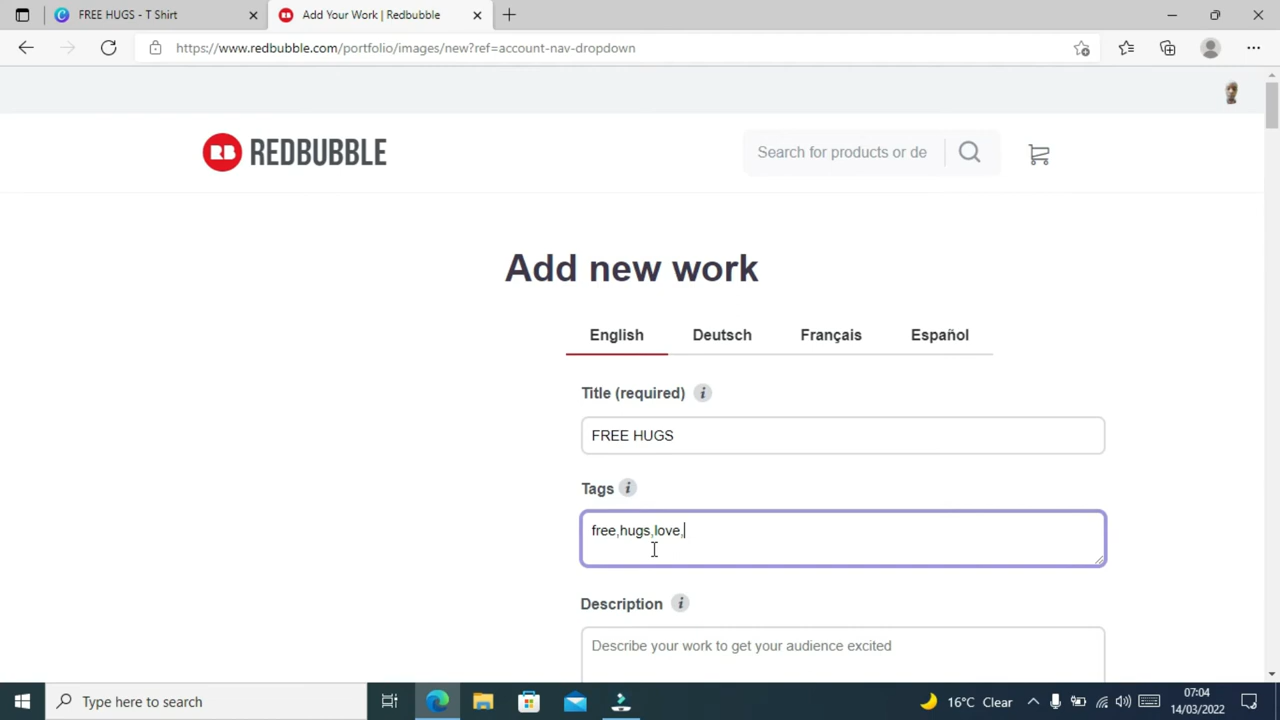 FREE HUGS - T Shirt
Add Your Work | Redbubble
https://www.redbubble.com/portfolio/images/new?ref=account-nav-dropdown
RB REDBUBBLE
Search for products or de
Add new work
English Deutsch Français Español
Title (required) i
FREE HUGS
Tags i
free,hugs,love,
Description i
Describe your work to get your audience excited
Type here to search
16°C Clear
07:04
14/03/2022